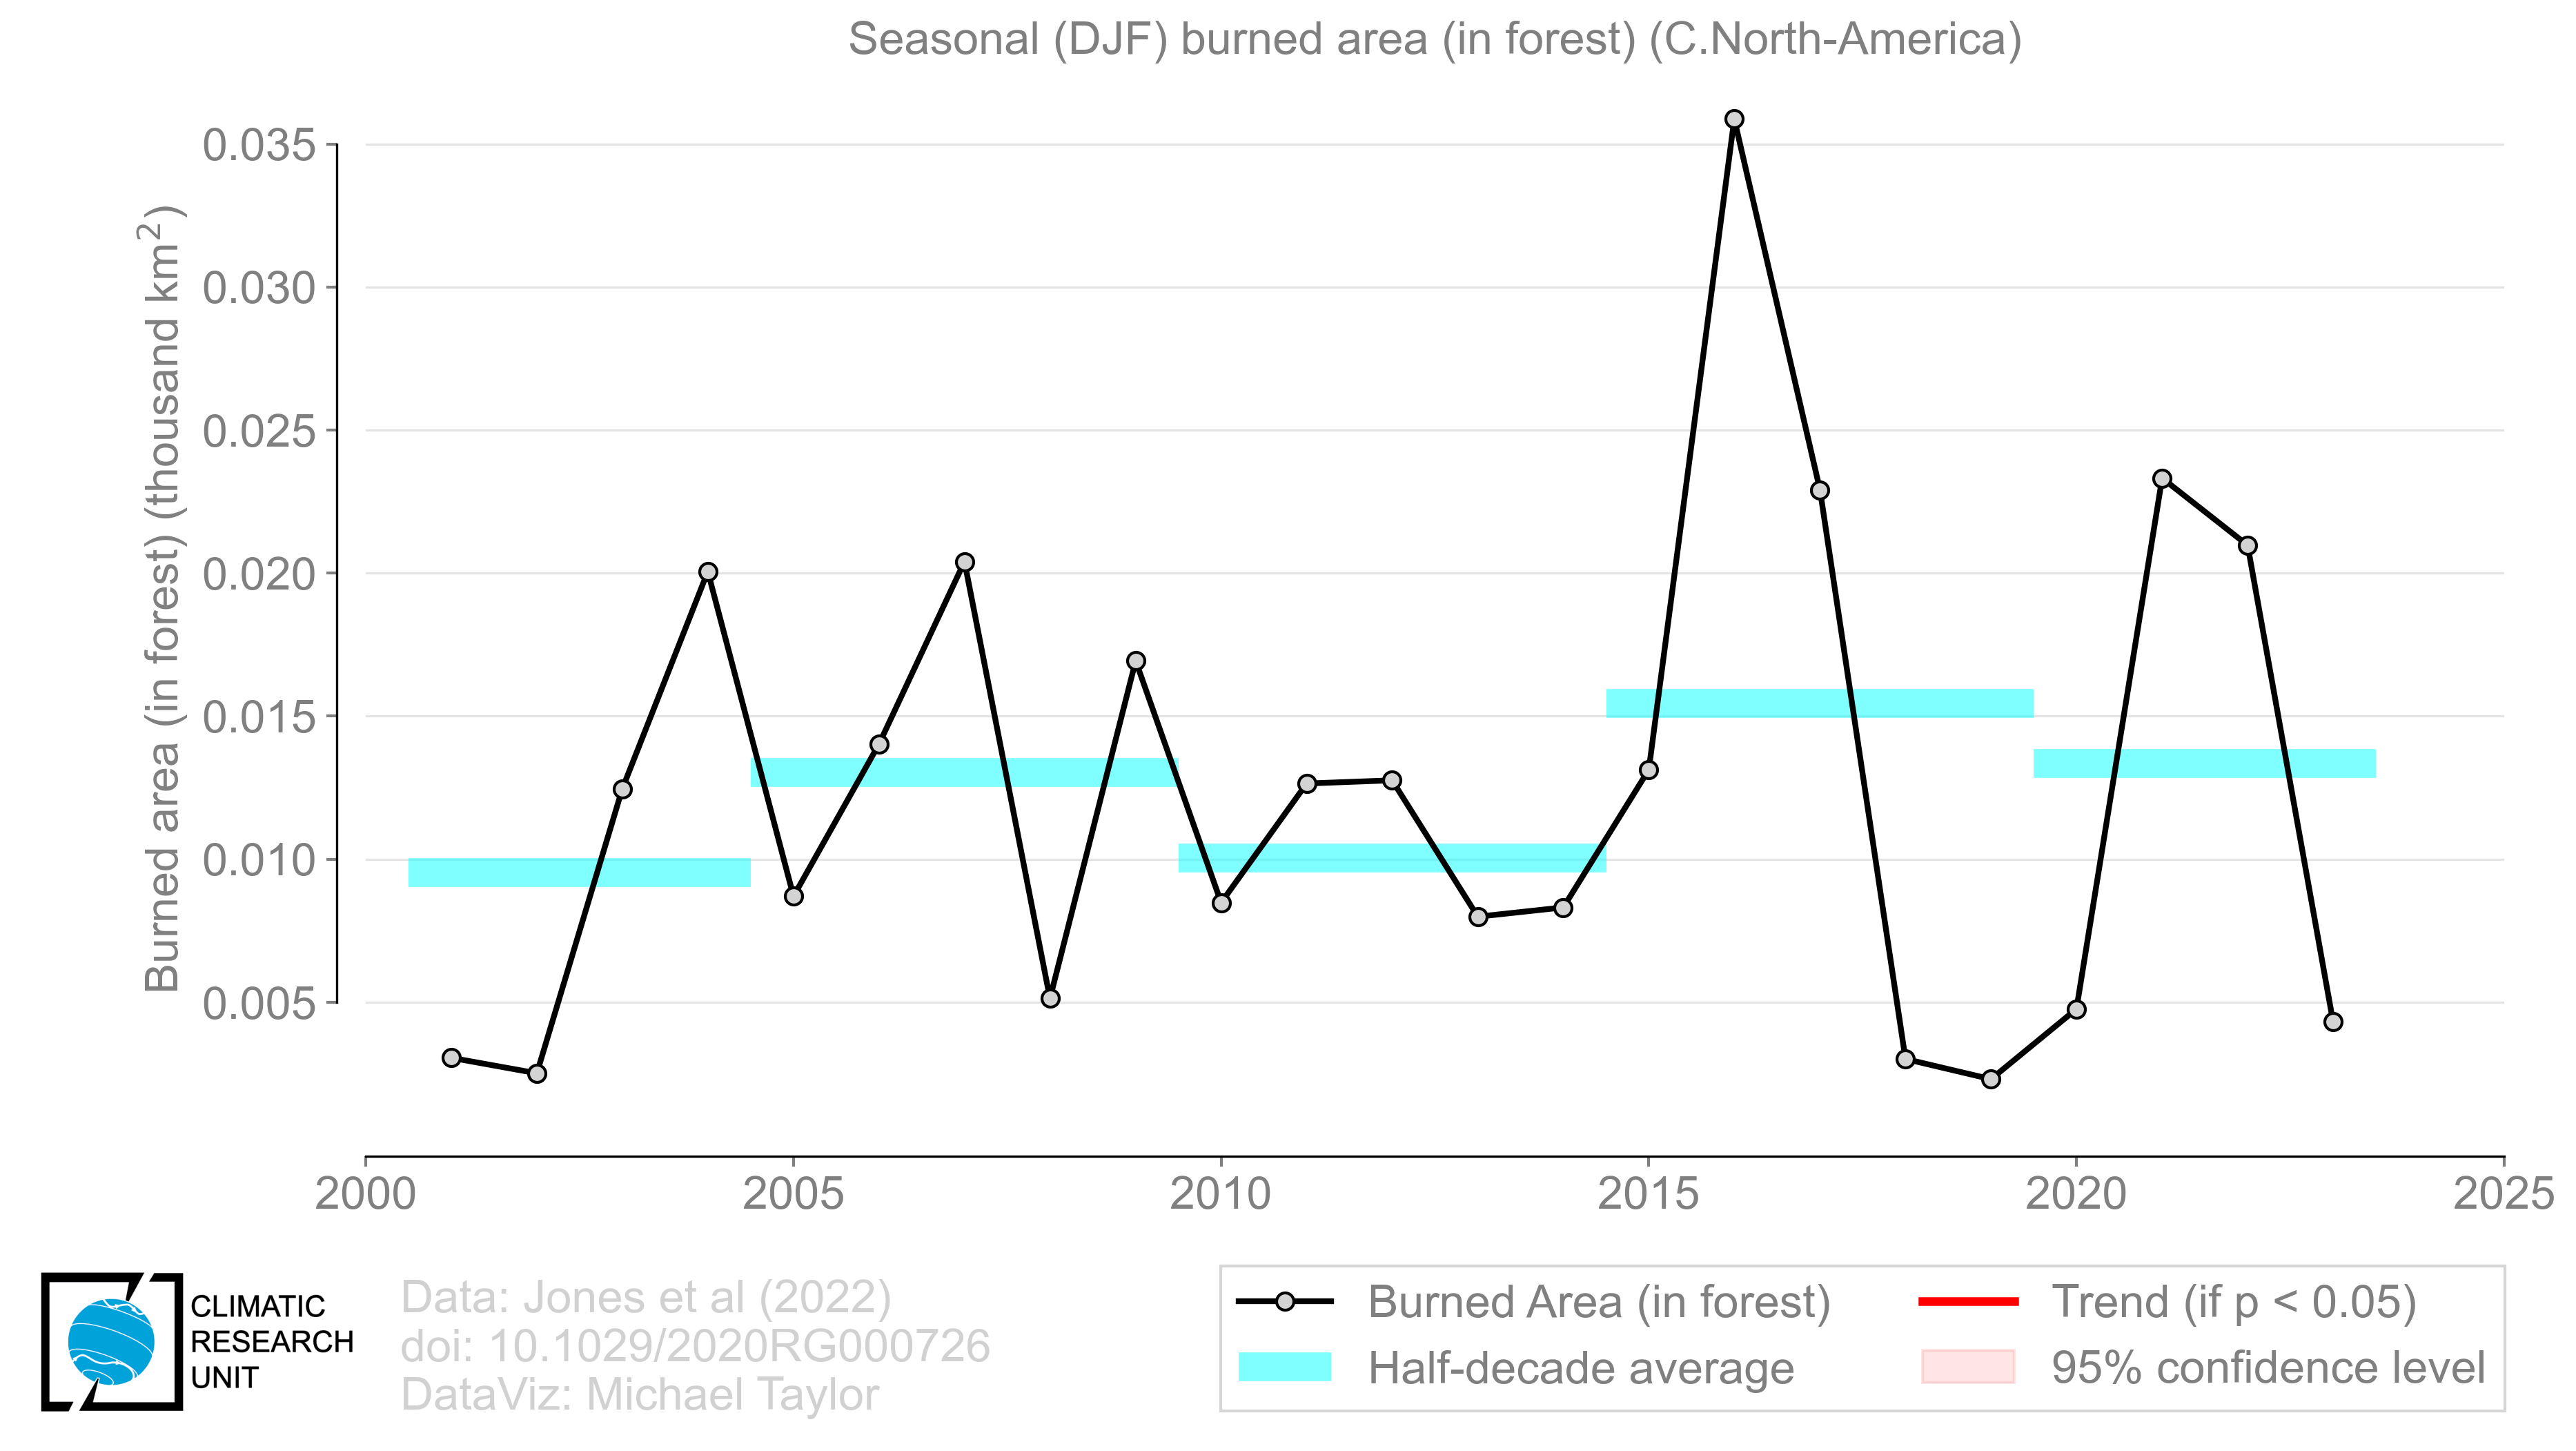 Seasonal (DJF) burned area (in forest) (C.North-America)
Burned area (in forest) (thousand km²)
0.035
0.030
0.025
0.020
0.015
0.010
0.005
2000
2005
2010
2015
2020
2025
CLIMATIC
RESEARCH
UNIT
Data: Jones et al (2022)
doi: 10.1029/2020RG000726
DataViz: Michael Taylor
Burned Area (in forest)
Half-decade average
Trend (if p < 0.05)
95% confidence level